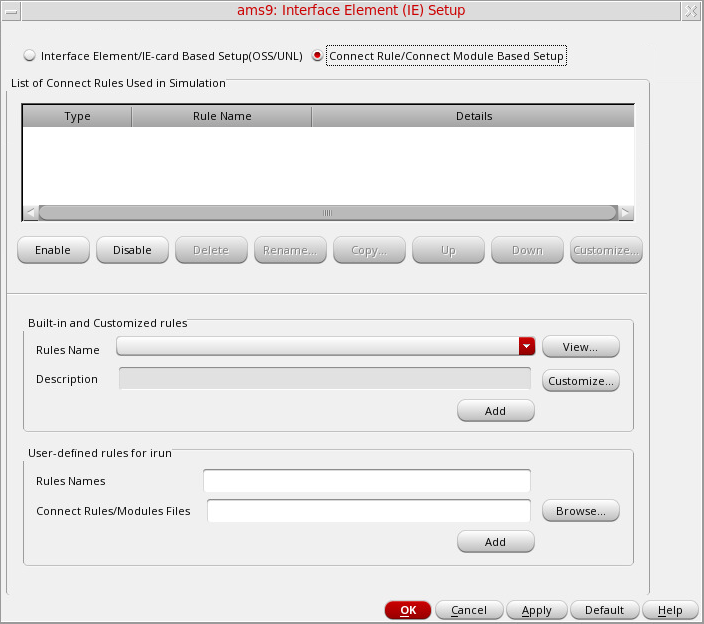 ams9: Interface Element (IE) Setup
Interface Element/IE-card Based Setup(OSS/UNL) Connect Rule/Connect Module Based Setup
List of Connect Rules Used in Simulation
Type Rule Name Details
Enable Disable Delete Rename... Copy... Up Down Customize...
Built-in and Customized rules
Rules Name View...
Description Customize...
Add
User-defined rules for irun
Rules Names
Connect Rules/Modules Files Browse...
Add
OK Cancel Apply Default Help